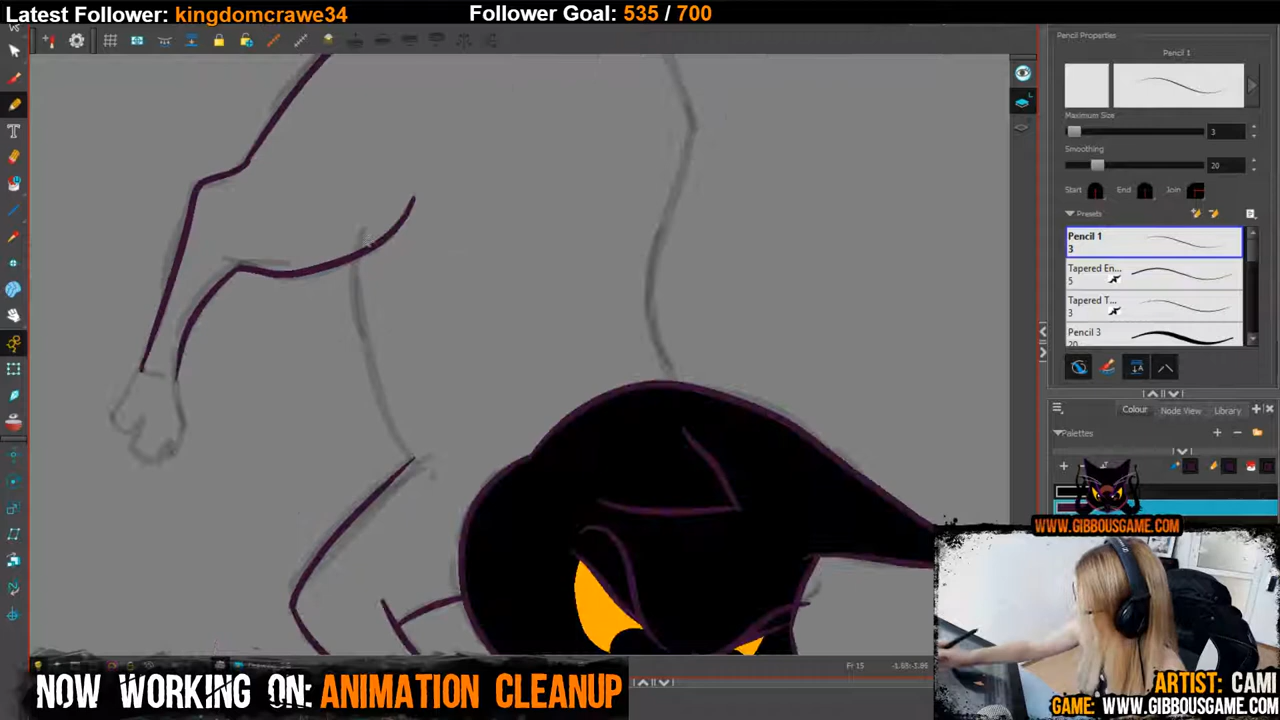 Latest Follower: kingdomcrawe34
Follower Goal: 535 / 700
Pencil Properties
Pencil 1
Maximum Size
3
Smoothing
20
Start End Join
Presets
Pencil 1
3
Tapered En...
5
Tapered T...
3
Pencil 3
20
Colour Node View Library
Palettes
WWW.GIBBOUSGAME.COM
Fr 15
NOW WORKING ON: ANIMATION CLEANUP
ARTIST: CAMI
GAME: WWW.GIBBOUSGAME.COM